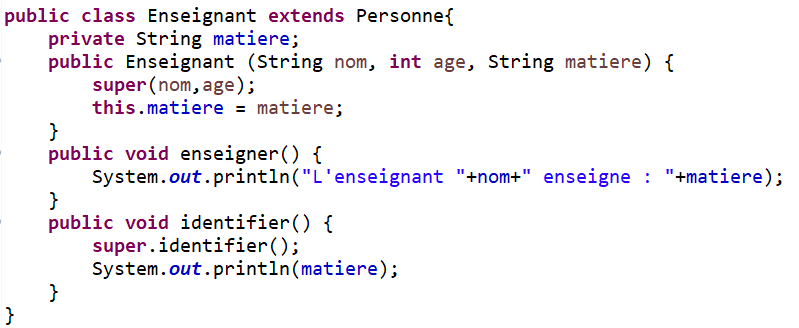 public class Enseignant extends Personne{
    private String matiere;
    public Enseignant (String nom, int age, String matiere) {
        super(nom,age);
        this.matiere = matiere;
    }
    public void enseigner() {
        System.out.println("L'enseignant "+nom+" enseigne : "+matiere);
    }
    public void identifier() {
        super.identifier();
        System.out.println(matiere);
    }
}